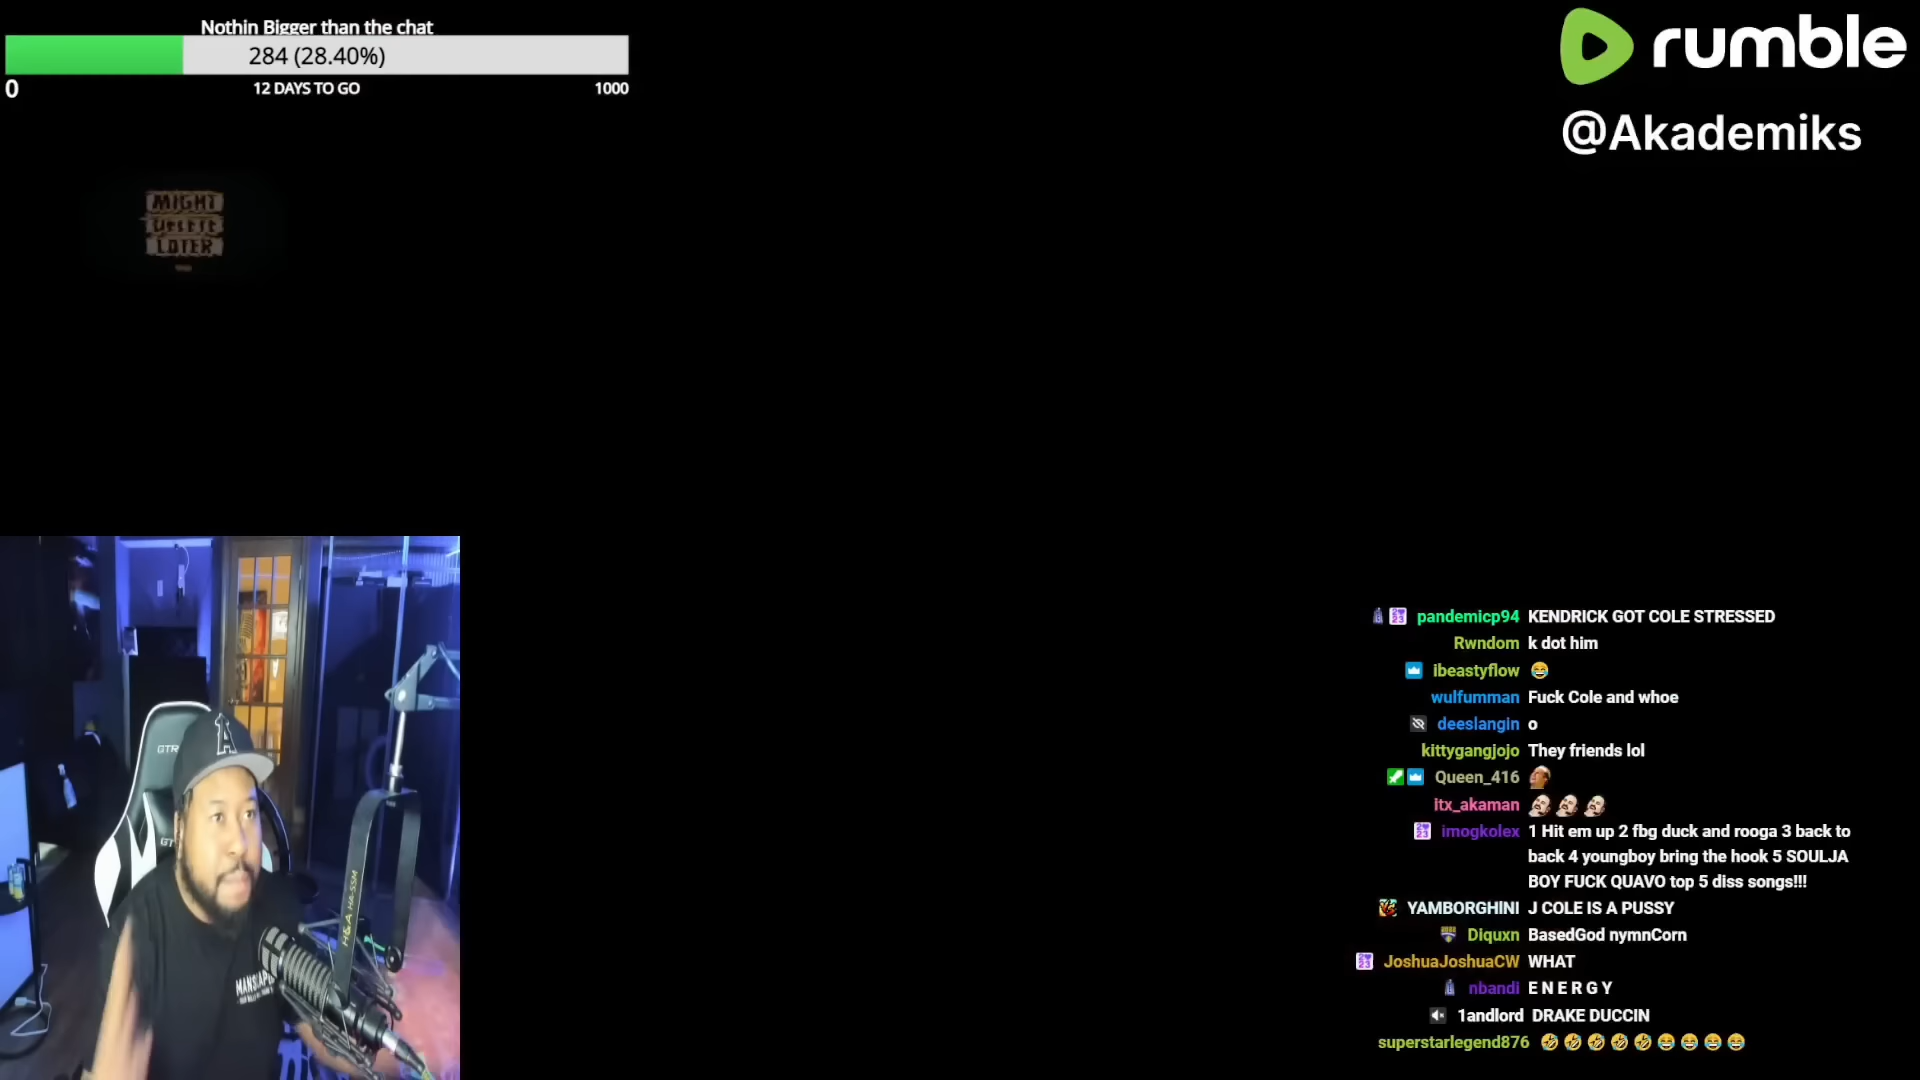 Nothin Bigger than the chat
284 (28.40%)
0
12 DAYS TO GO
1000
rumble
@Akademiks
MIGHT
DELETE
LATER
GTR
GT
A
H&A HA-SSM
pandemicp94 KENDRICK GOT COLE STRESSED
Rwndom k dot him
ibeastyflow 😂
wulfumman Fuck Cole and whoe
deeslangin o
kittygangjojo They friends lol
Queen_416
itx_akaman
imogkolex 1 Hit em up 2 fbg duck and rooga 3 back to
back 4 youngboy bring the hook 5 SOULJA
BOY FUCK QUAVO top 5 diss songs!!!
YAMBORGHINI J COLE IS A PUSSY
Diquxn BasedGod nymnCorn
JoshuaJoshuaCW WHAT
nbandi E N E R G Y
1andlord DRAKE DUCCIN
superstarlegend876 🤣🤣🤣🤣🤣😂😂😂😂